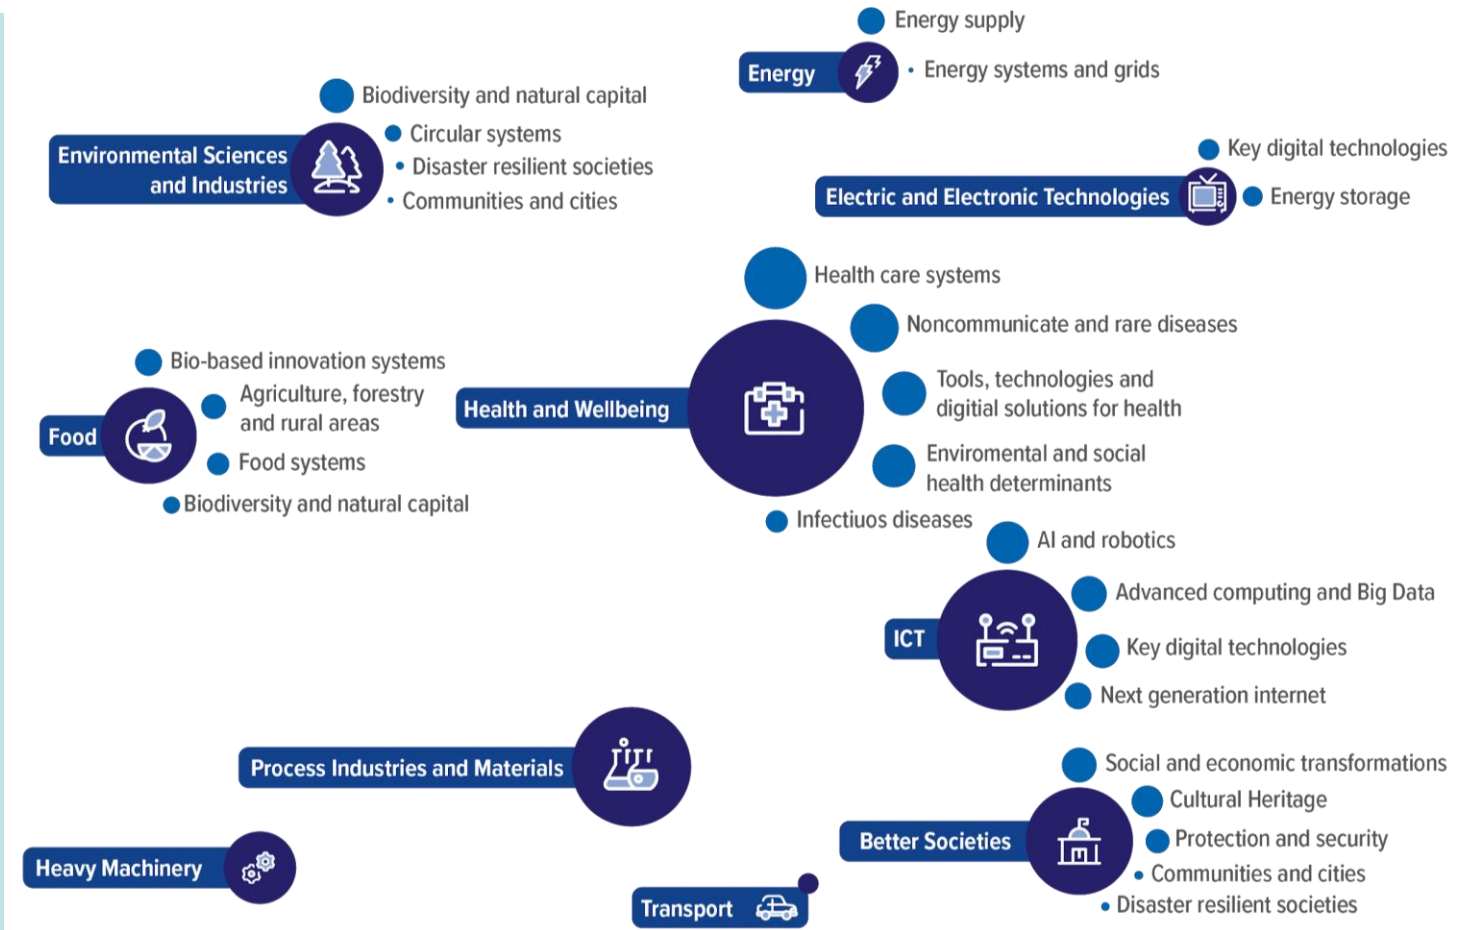 Energy supply
Energy
Energy systems and grids
Biodiversity and natural capital
Circular systems
Environmental Sciences
and Industries
Disaster resilient societies
Communities and cities
Key digital technologies
Electric and Electronic Technologies
Energy storage
Health care systems
Noncommunicate and rare diseases
Tools, technologies and
digitial solutions for health
Health and Wellbeing
Enviromental and social
health determinants
Infectiuos diseases
Bio-based innovation systems
Agriculture, forestry
and rural areas
Food
Food systems
Biodiversity and natural capital
AI and robotics
Advanced computing and Big Data
ICT
Key digital technologies
Next generation internet
Process Industries and Materials
Social and economic transformations
Cultural Heritage
Better Societies
Protection and security
Communities and cities
Disaster resilient societies
Heavy Machinery
Transport